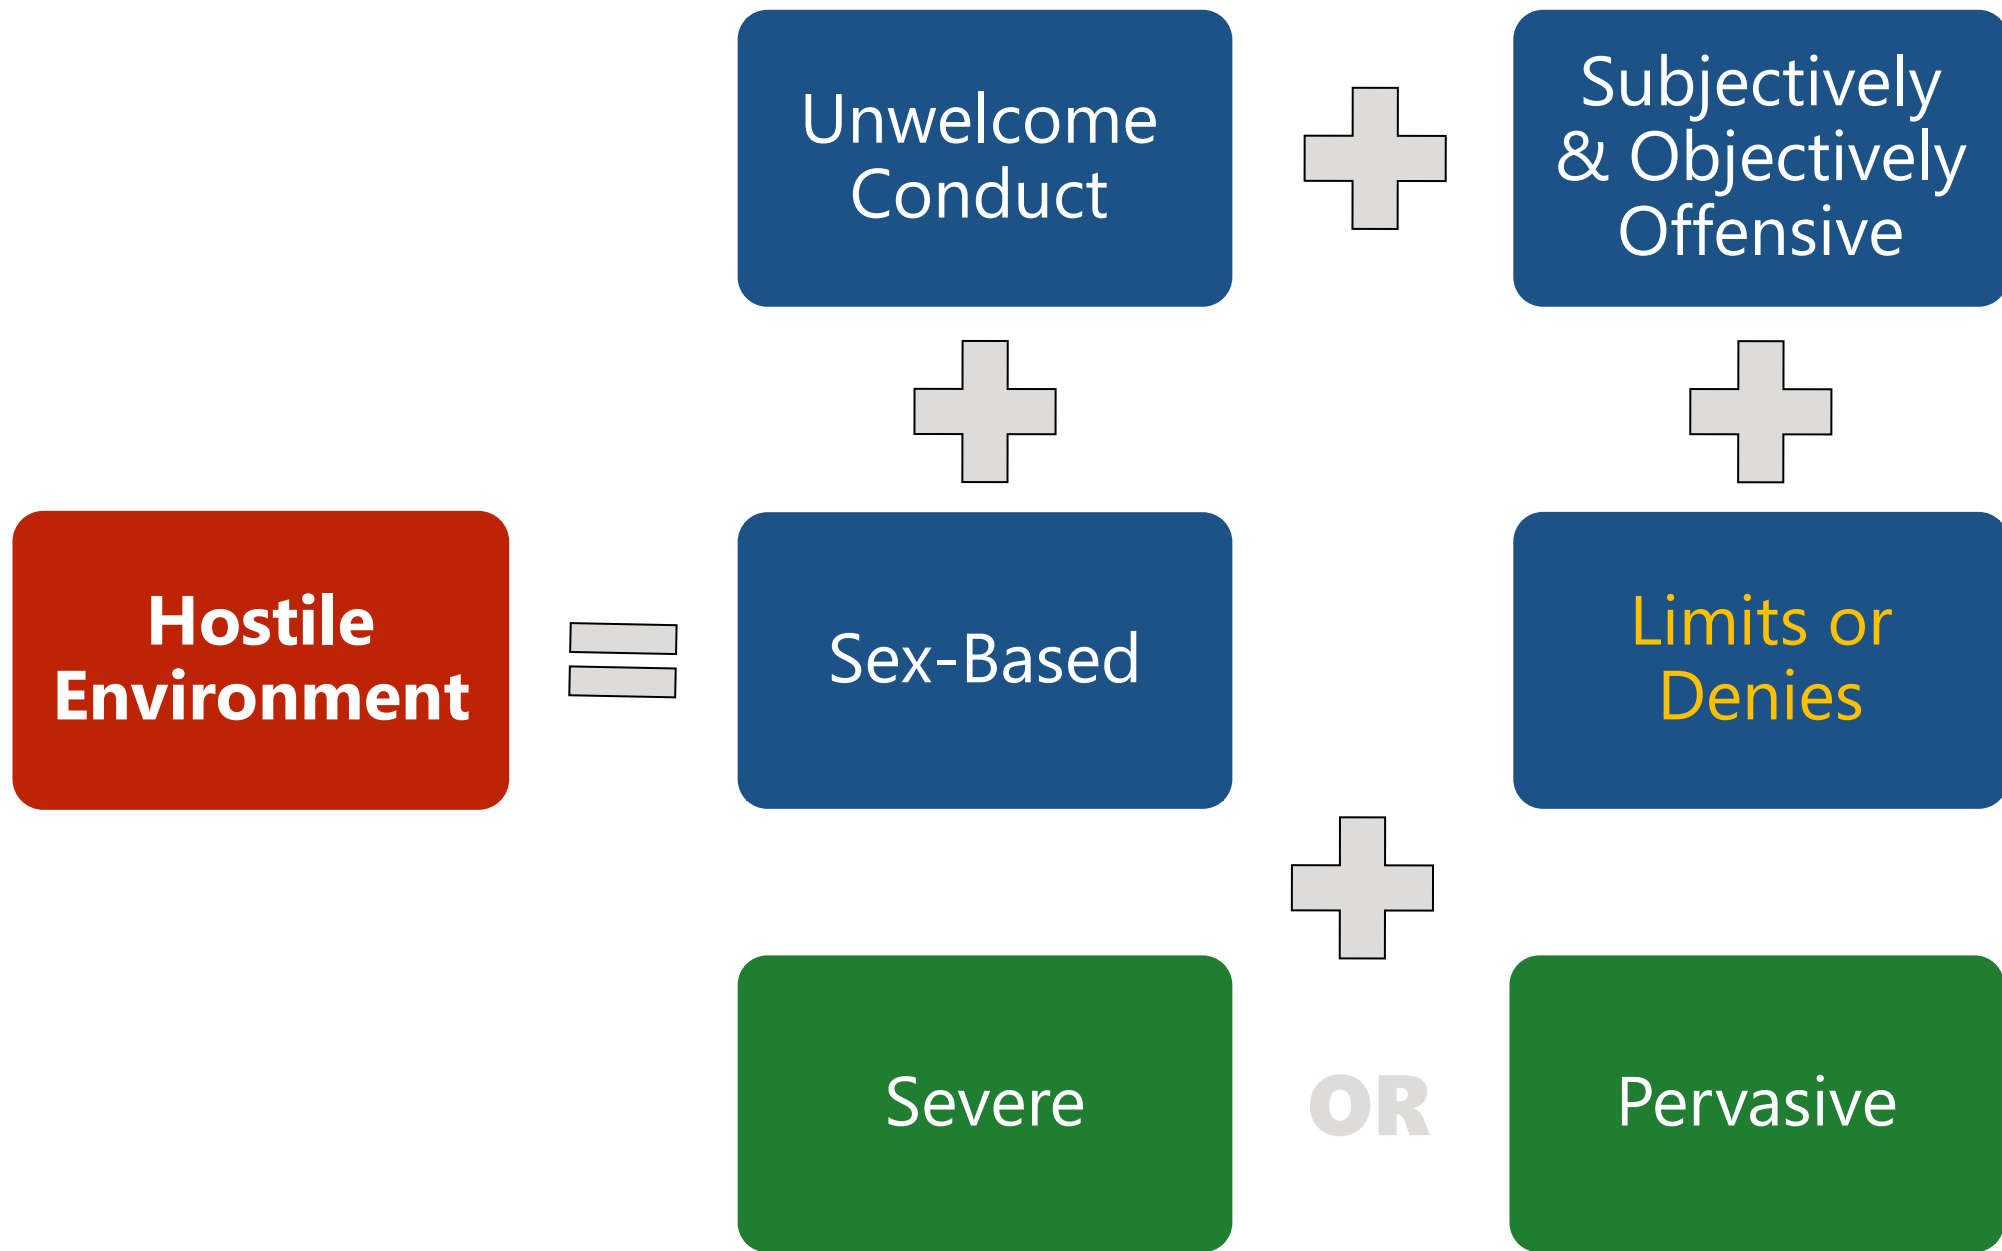 Unwelcome
Conduct
Subjectively
& Objectively
Offensive
Hostile
Environment
Sex-Based
Limits or
Denies
Severe
OR
Pervasive